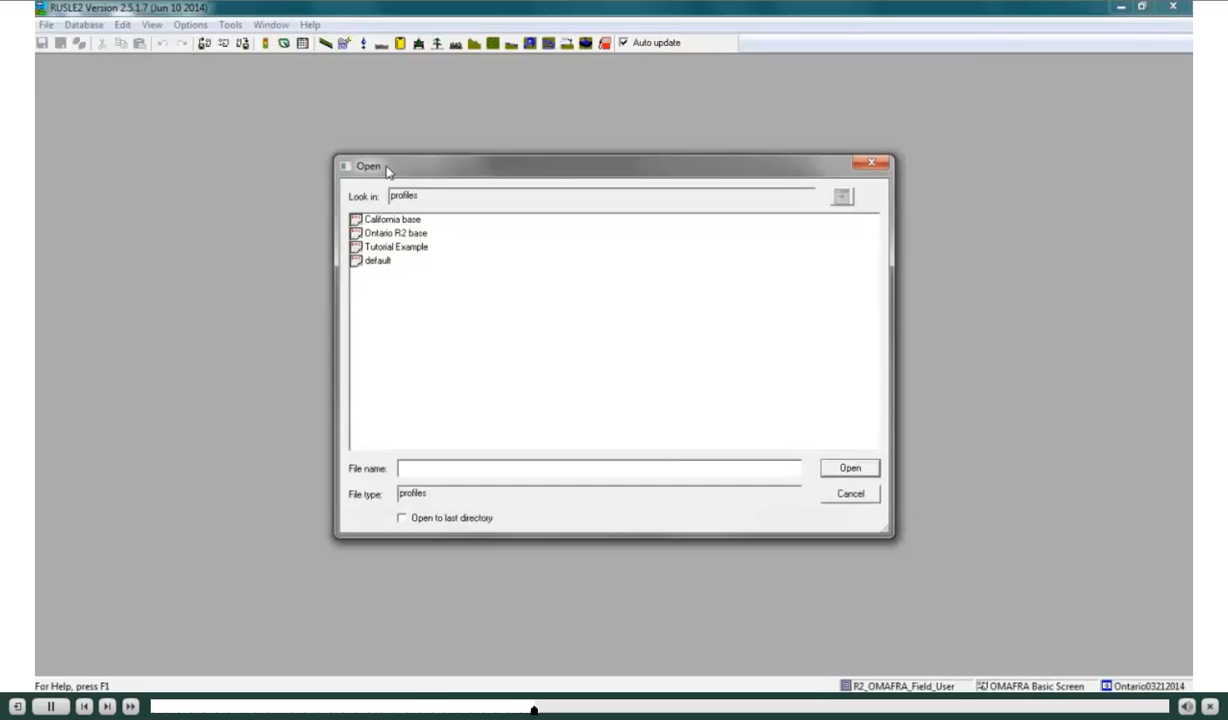 RUSLE2 Version 2.5.1.7 (Jun 10 2014)
File Database Edit View Options Tools Window Help
Auto update
Open
Look in: profiles
California base
Ontario R2 base
Tutorial Example
default
File name: Open
File type: profiles Cancel
Open to last directory
For Help, press F1 R2_OMAFRA_Field_User OMAFRA Basic Screen Ontario03212014